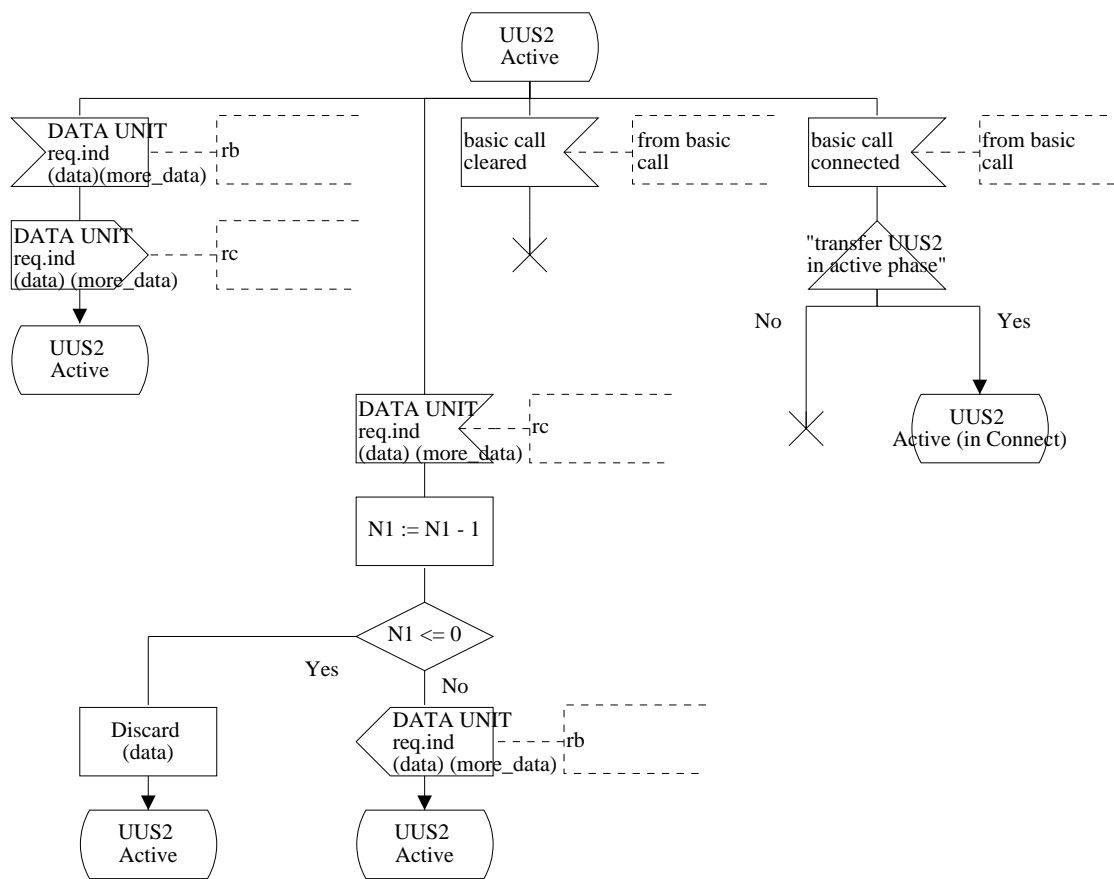 UUS2
Active
DATA UNIT
req.ind
(data)(more_data)
rb
basic call
cleared
from basic
call
basic call
connected
from basic
call
DATA UNIT
req.ind
(data) (more_data)
rc
"transfer UUS2
in active phase"
No
Yes
UUS2
Active
DATA UNIT
req.ind
(data) (more_data)
rc
UUS2
Active (in Connect)
N1 := N1 - 1
N1 <= 0
Yes
No
Discard
(data)
DATA UNIT
req.ind
(data) (more_data)
rb
UUS2
Active
UUS2
Active